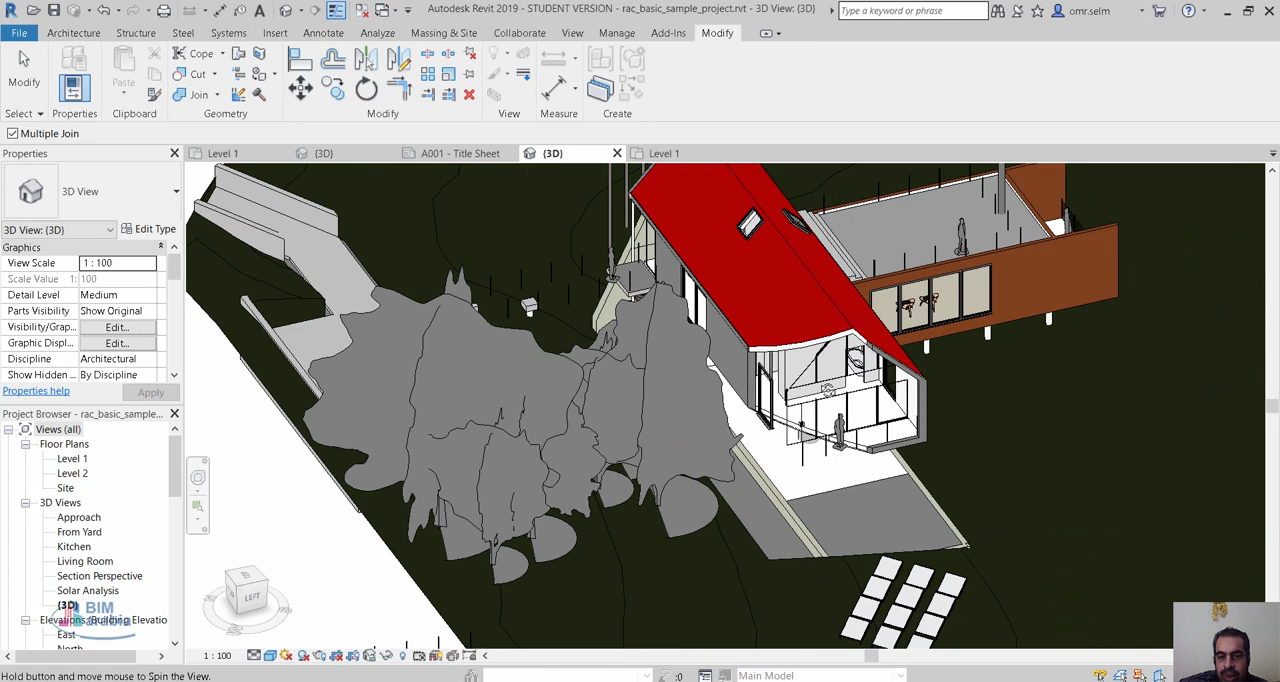 Autodesk Revit 2019 - STUDENT VERSION - rac_basic_sample_project.rvt - 3D View: {3D}
Type a keyword or phrase
omr.selm
File Architecture Structure Steel Systems Insert Annotate Analyze Massing & Site Collaborate View Manage Add-Ins Modify
Modify Paste Cope Cut Join
Select Properties Clipboard Geometry Modify View Measure Create
Multiple Join
Properties
Level 1
{3D}
A001 - Title Sheet
{3D}
Level 1
3D View
3D View: {3D}
Edit Type
Graphics
View Scale 1 : 100
Scale Value 1: 100
Detail Level Medium
Parts Visibility Show Original
Visibility/Grap... Edit...
Graphic Displ... Edit...
Discipline Architectural
Show Hidden ... By Discipline
Properties help
Apply
Project Browser - rac_basic_sample...
Views (all)
Floor Plans
Level 1
Level 2
Site
3D Views
Approach
From Yard
Kitchen
Living Room
Section Perspective
Solar Analysis
{3D}
Elevations (Building Elevatio
East
North
BIM
arabia
LEFT
1 : 100
Hold button and move mouse to Spin the View.
:0
Main Model